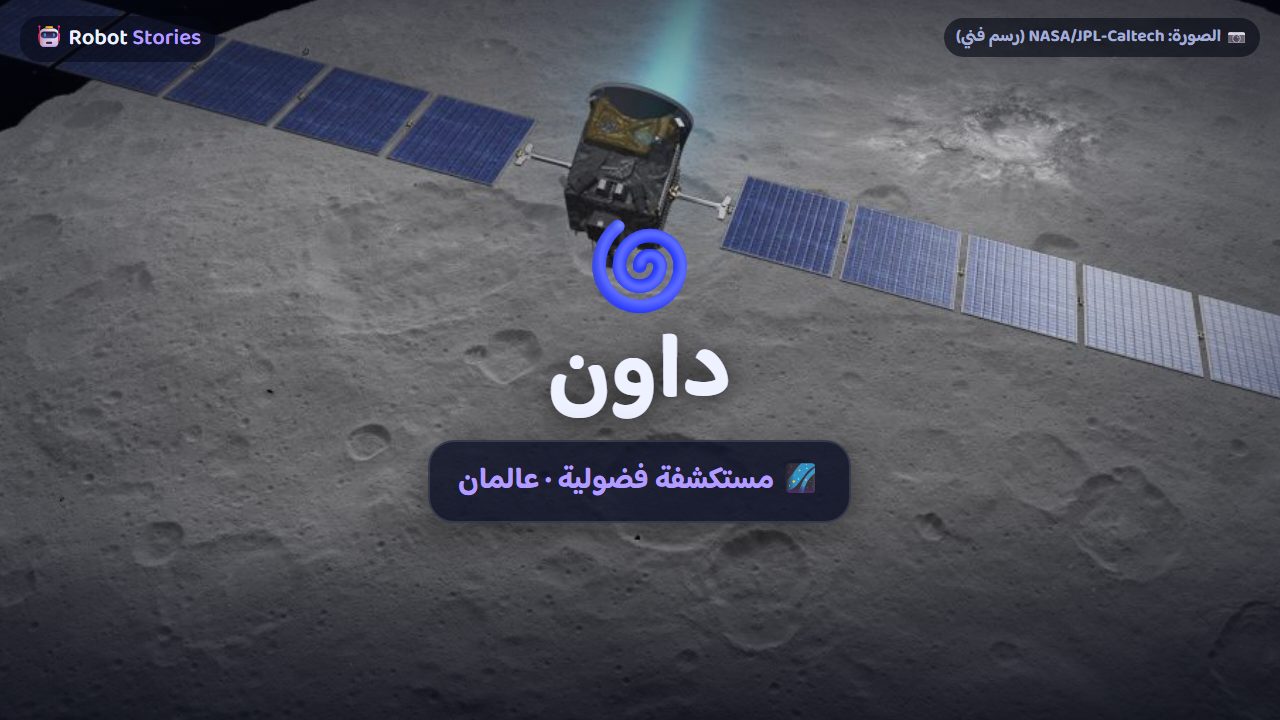 Robot Stories
الصورة: NASA/JPL-Caltech (رسم فني)
داون
مستكشفة فضولية · عالمان